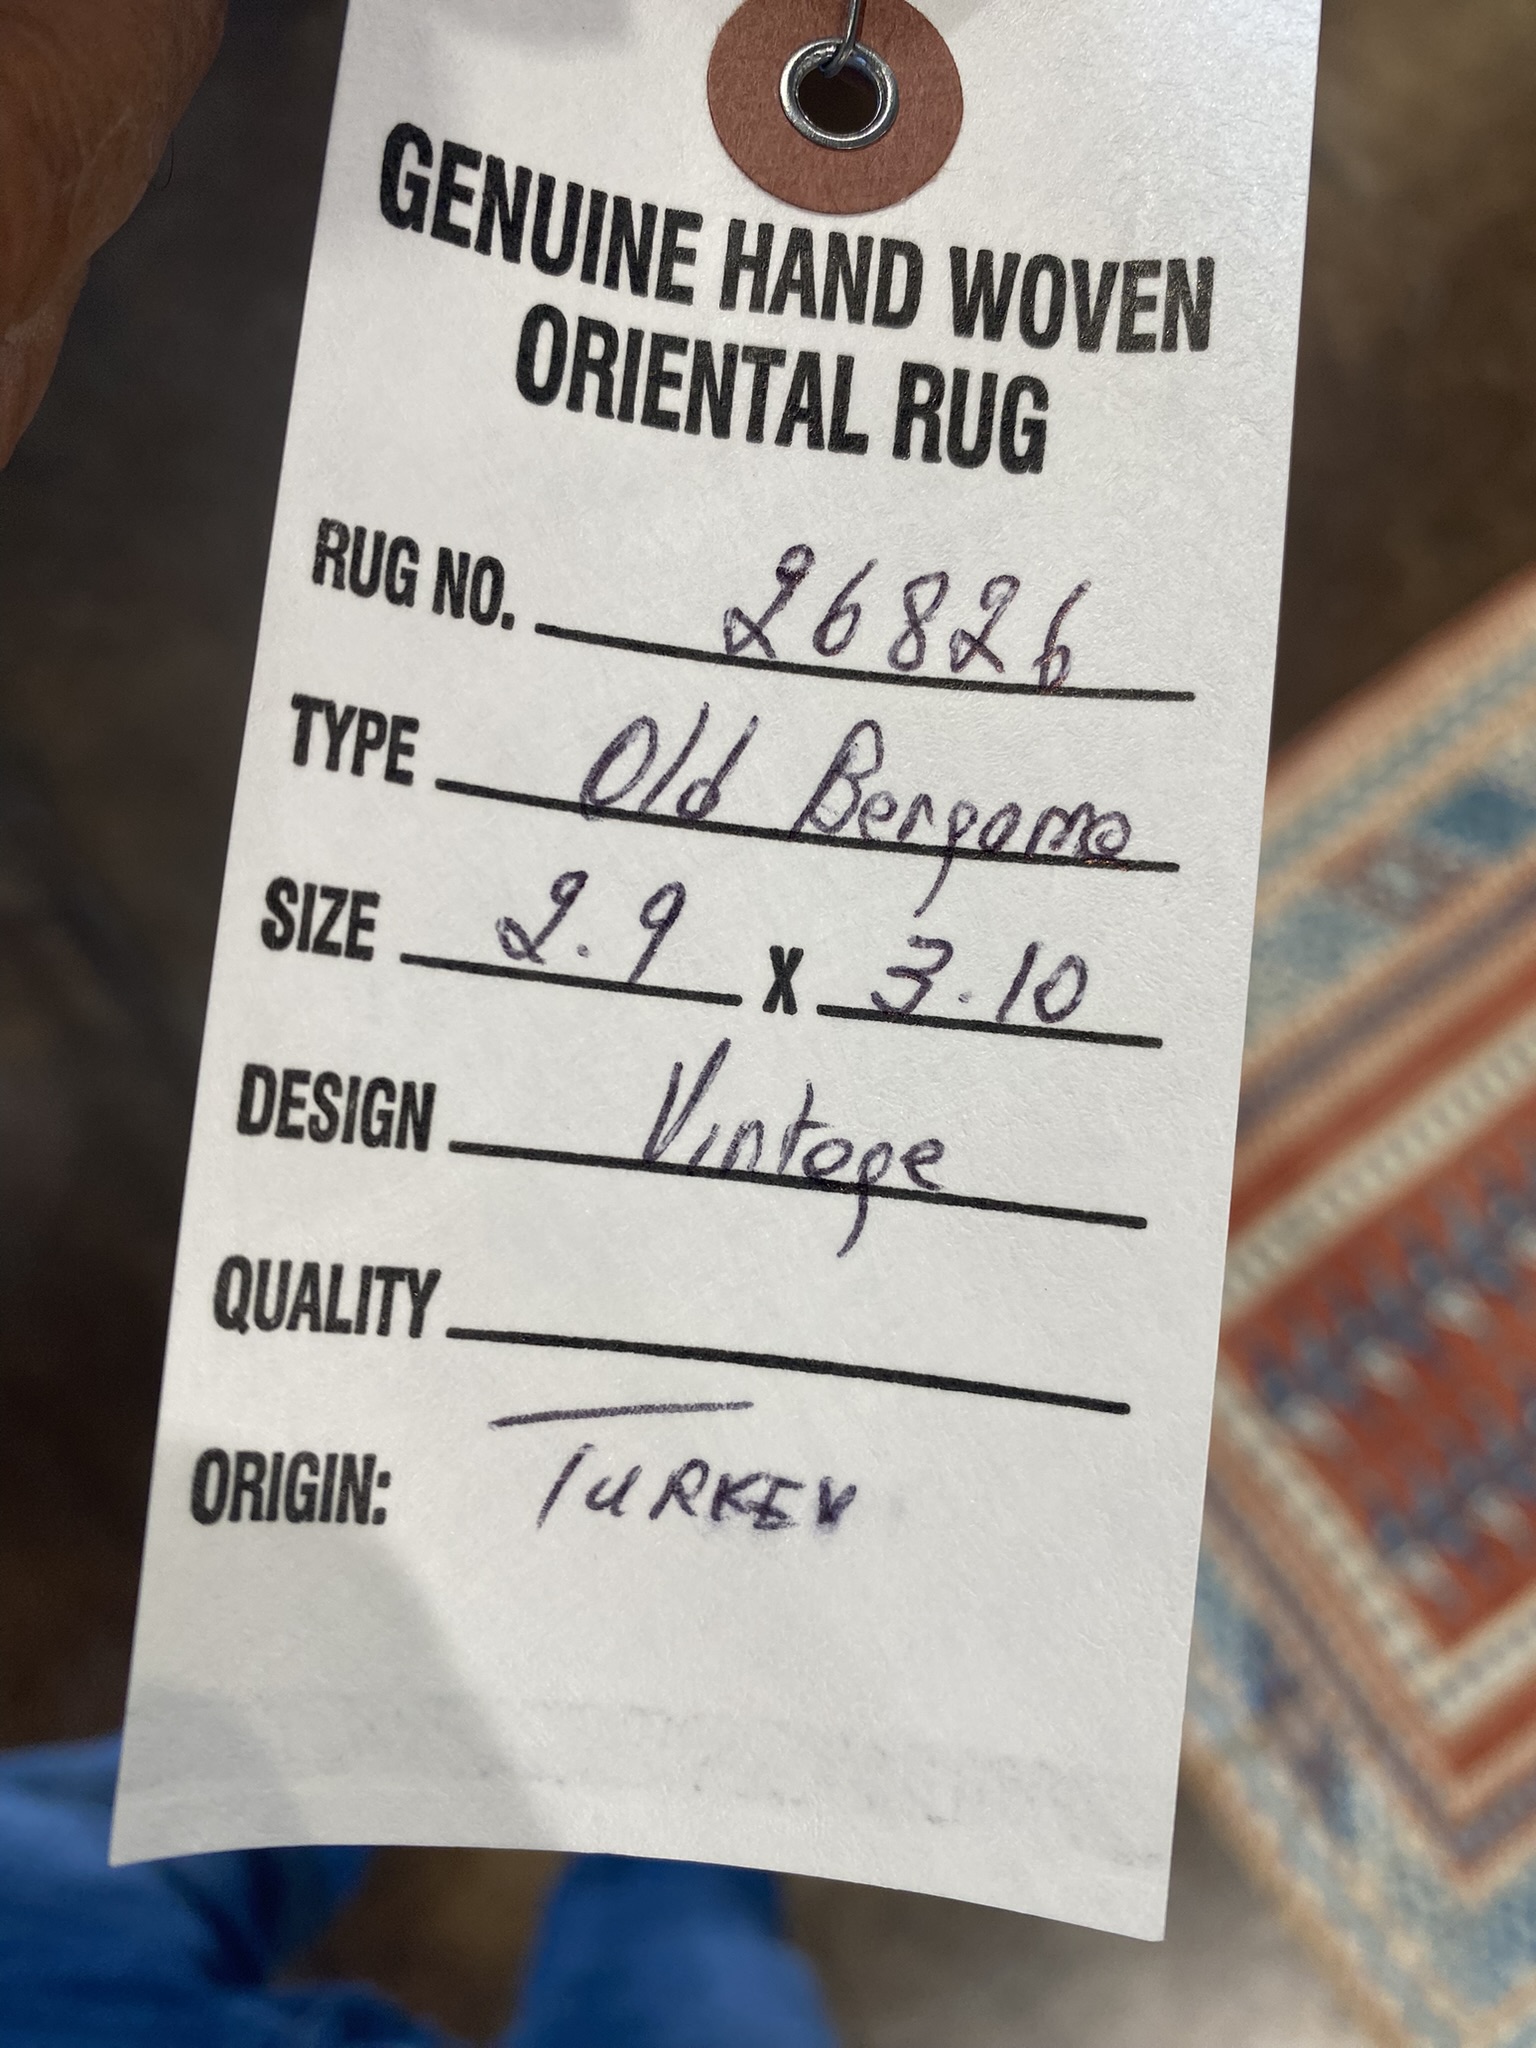 GENUINE HAND WOVEN
ORIENTAL RUG
RUG NO. 26826
TYPE Old Bergama
SIZE 2.9 X 3.10
DESIGN Vintage
QUALITY
ORIGIN: TURKEY